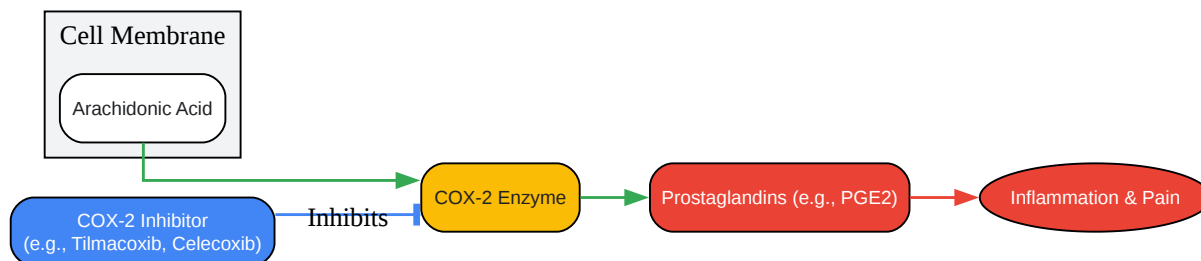 Cell Membrane
Arachidonic Acid
COX-2 Inhibitor
(e.g., Tilmacoxib, Celecoxib)
Inhibits
COX-2 Enzyme
Prostaglandins (e.g., PGE2)
Inflammation & Pain